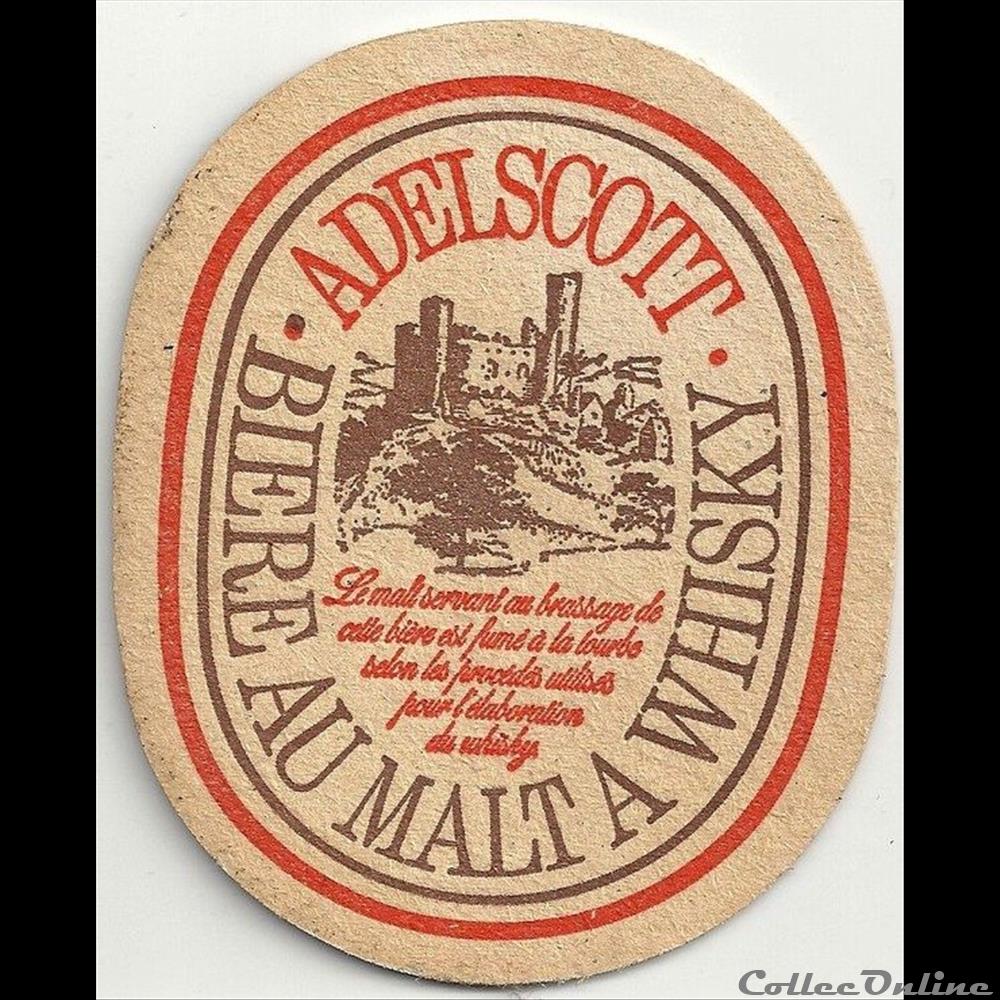 • ADELSCOTT •
BIERE AU MALT A WHISKY
Le malt servant au brassage de
cette bière est fumé à la tourbe
selon les procédés utilisés
pour l'élaboration
du whisky.
CollecOnline